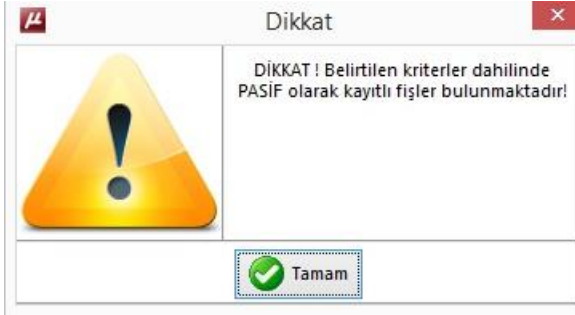 µ
Dikkat
DİKKAT ! Belirtilen kriterler dahilinde
PASİF olarak kayıtlı fişler bulunmaktadır!
Tamam